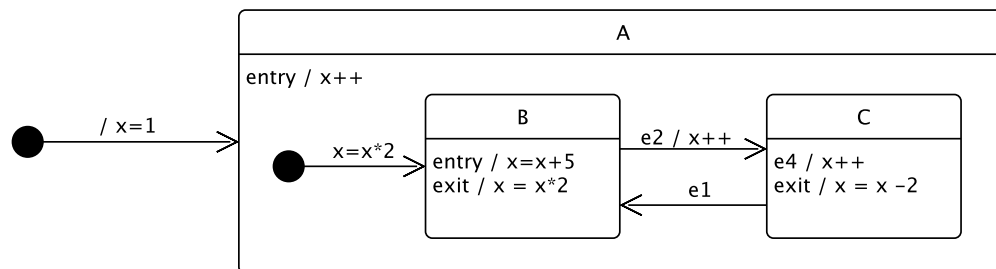 A
entry / x++
/ x=1
B
C
x=x*2
e2 / x++
entry / x=x+5
exit / x = x*2
e4 / x++
exit / x = x -2
e1